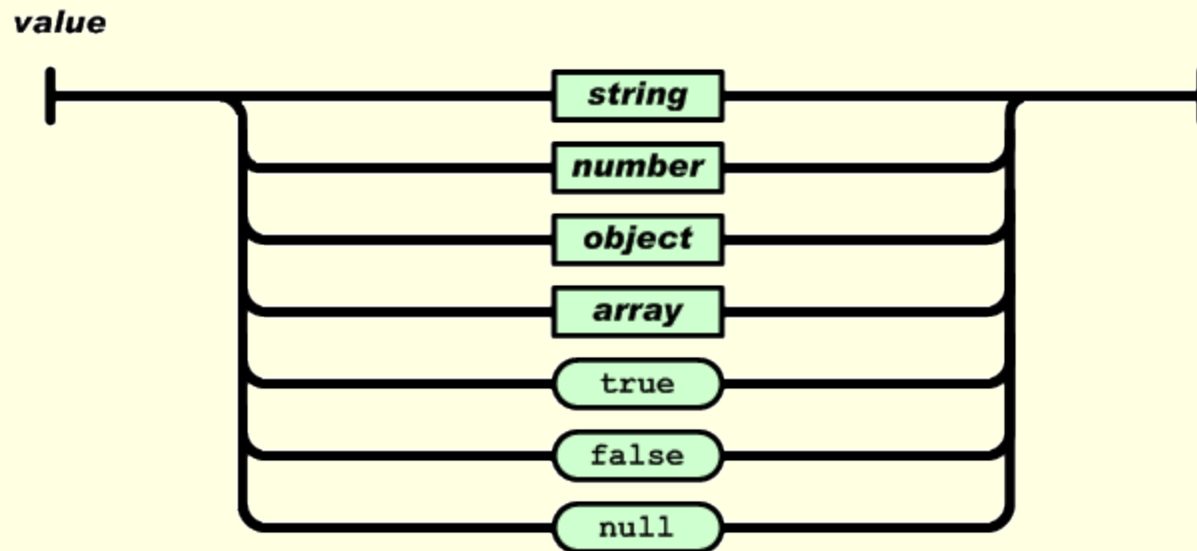 value
string
number
object
array
true
false
null